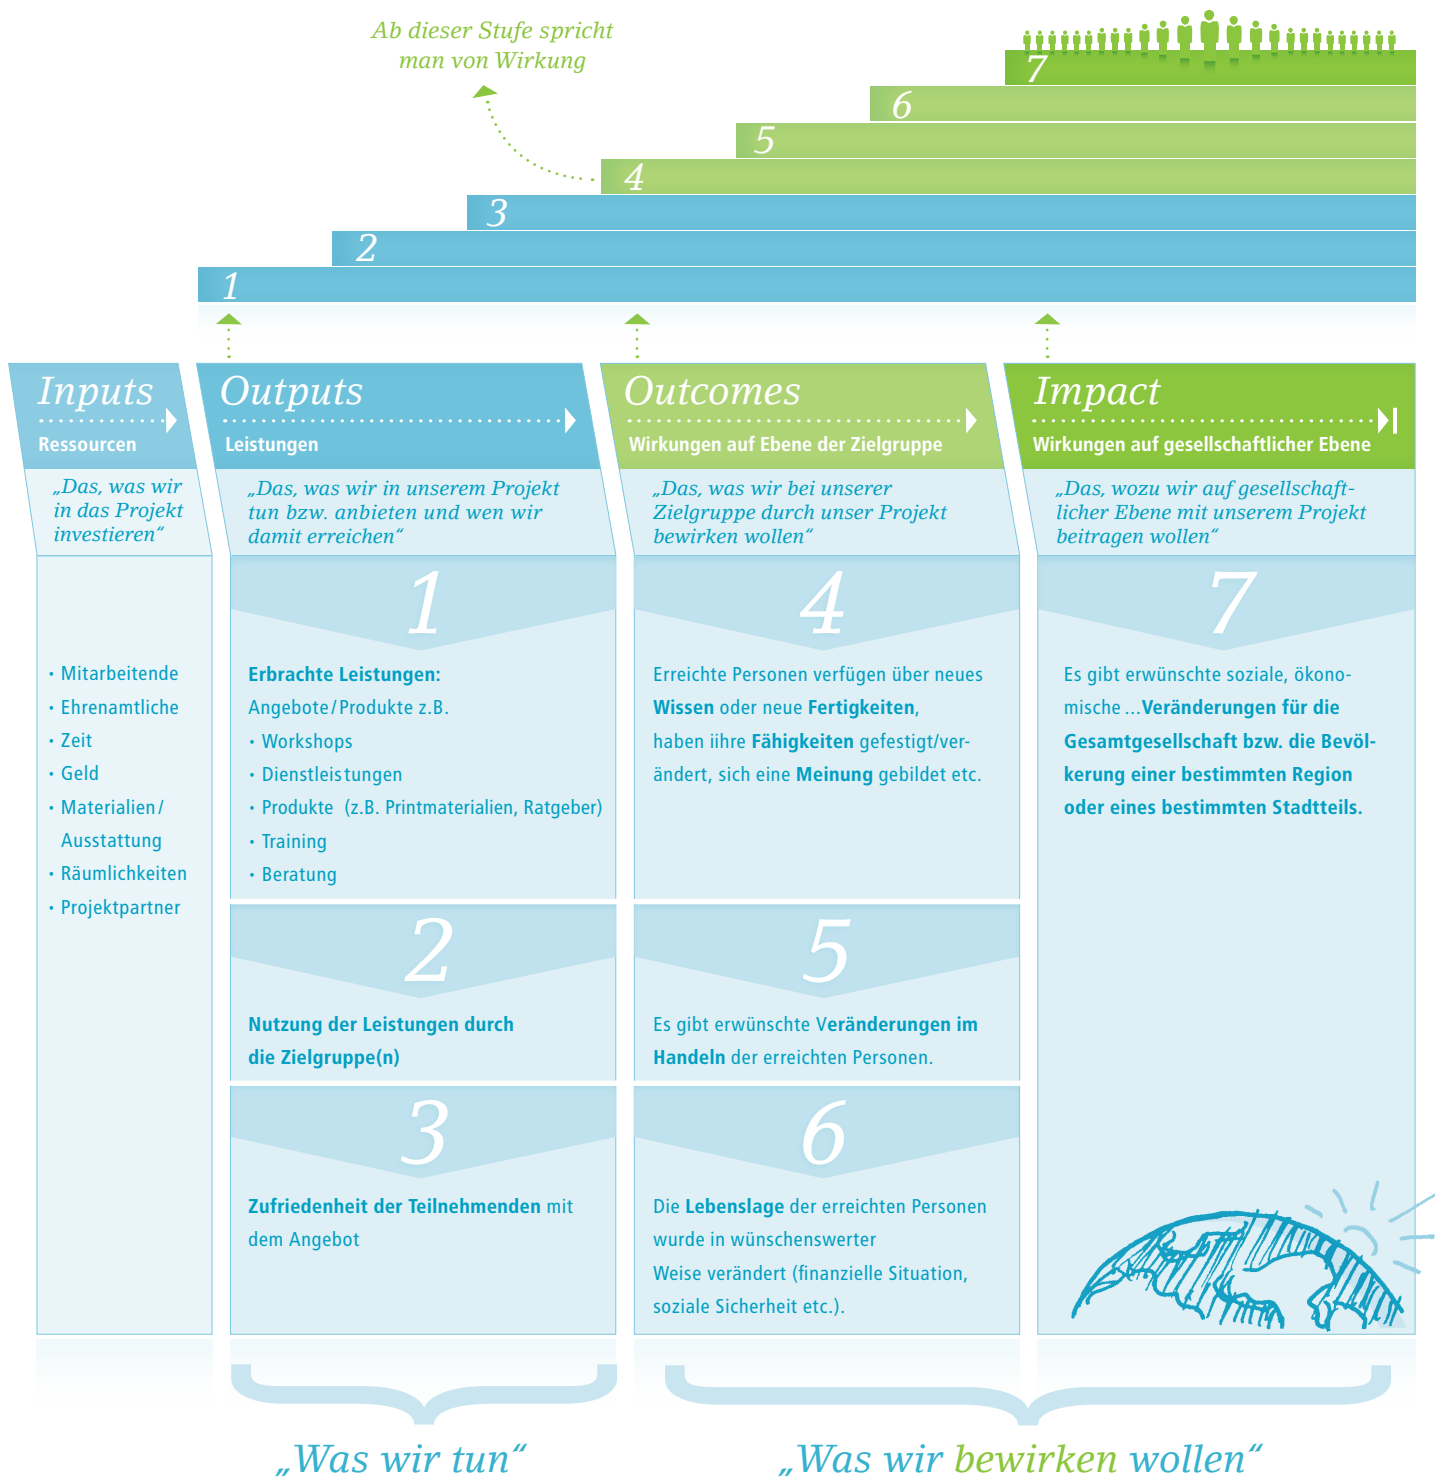 Ab dieser Stufe spricht
man von Wirkung
7
6
5
4
3
2
1
Inputs
Ressourcen
„Das, was wir
in das Projekt
investieren“
• Mitarbeitende
• Ehrenamtliche
• Zeit
• Geld
• Materialien/
Ausstattung
• Räumlichkeiten
• Projektpartner
Outputs
Leistungen
„Das, was wir in unserem Projekt
tun bzw. anbieten und wen wir
damit erreichen“
1
Erbrachte Leistungen:
Angebote/Produkte z.B.
• Workshops
• Dienstleistungen
• Produkte (z.B. Printmaterialien, Ratgeber)
• Training
• Beratung
2
Nutzung der Leistungen durch
die Zielgruppe(n)
3
Zufriedenheit der Teilnehmenden mit
dem Angebot
Outcomes
Wirkungen auf Ebene der Zielgruppe
„Das, was wir bei unserer
Zielgruppe durch unser Projekt
bewirken wollen“
4
Erreichte Personen verfügen über neues
Wissen oder neue Fertigkeiten,
haben iihre Fähigkeiten gefestigt/ver-
ändert, sich eine Meinung gebildet etc.
5
Es gibt erwünschte Veränderungen im
Handeln der erreichten Personen.
6
Die Lebenslage der erreichten Personen
wurde in wünschenswerter
Weise verändert (finanzielle Situation,
soziale Sicherheit etc.).
Impact
Wirkungen auf gesellschaftlicher Ebene
„Das, wozu wir auf gesellschaft-
licher Ebene mit unserem Projekt
beitragen wollen“
7
Es gibt erwünschte soziale, ökono-
mische ...Veränderungen für die
Gesamtgesellschaft bzw. die Bevöl-
kerung einer bestimmten Region
oder eines bestimmten Stadtteils.
„Was wir tun“
„Was wir bewirken wollen“